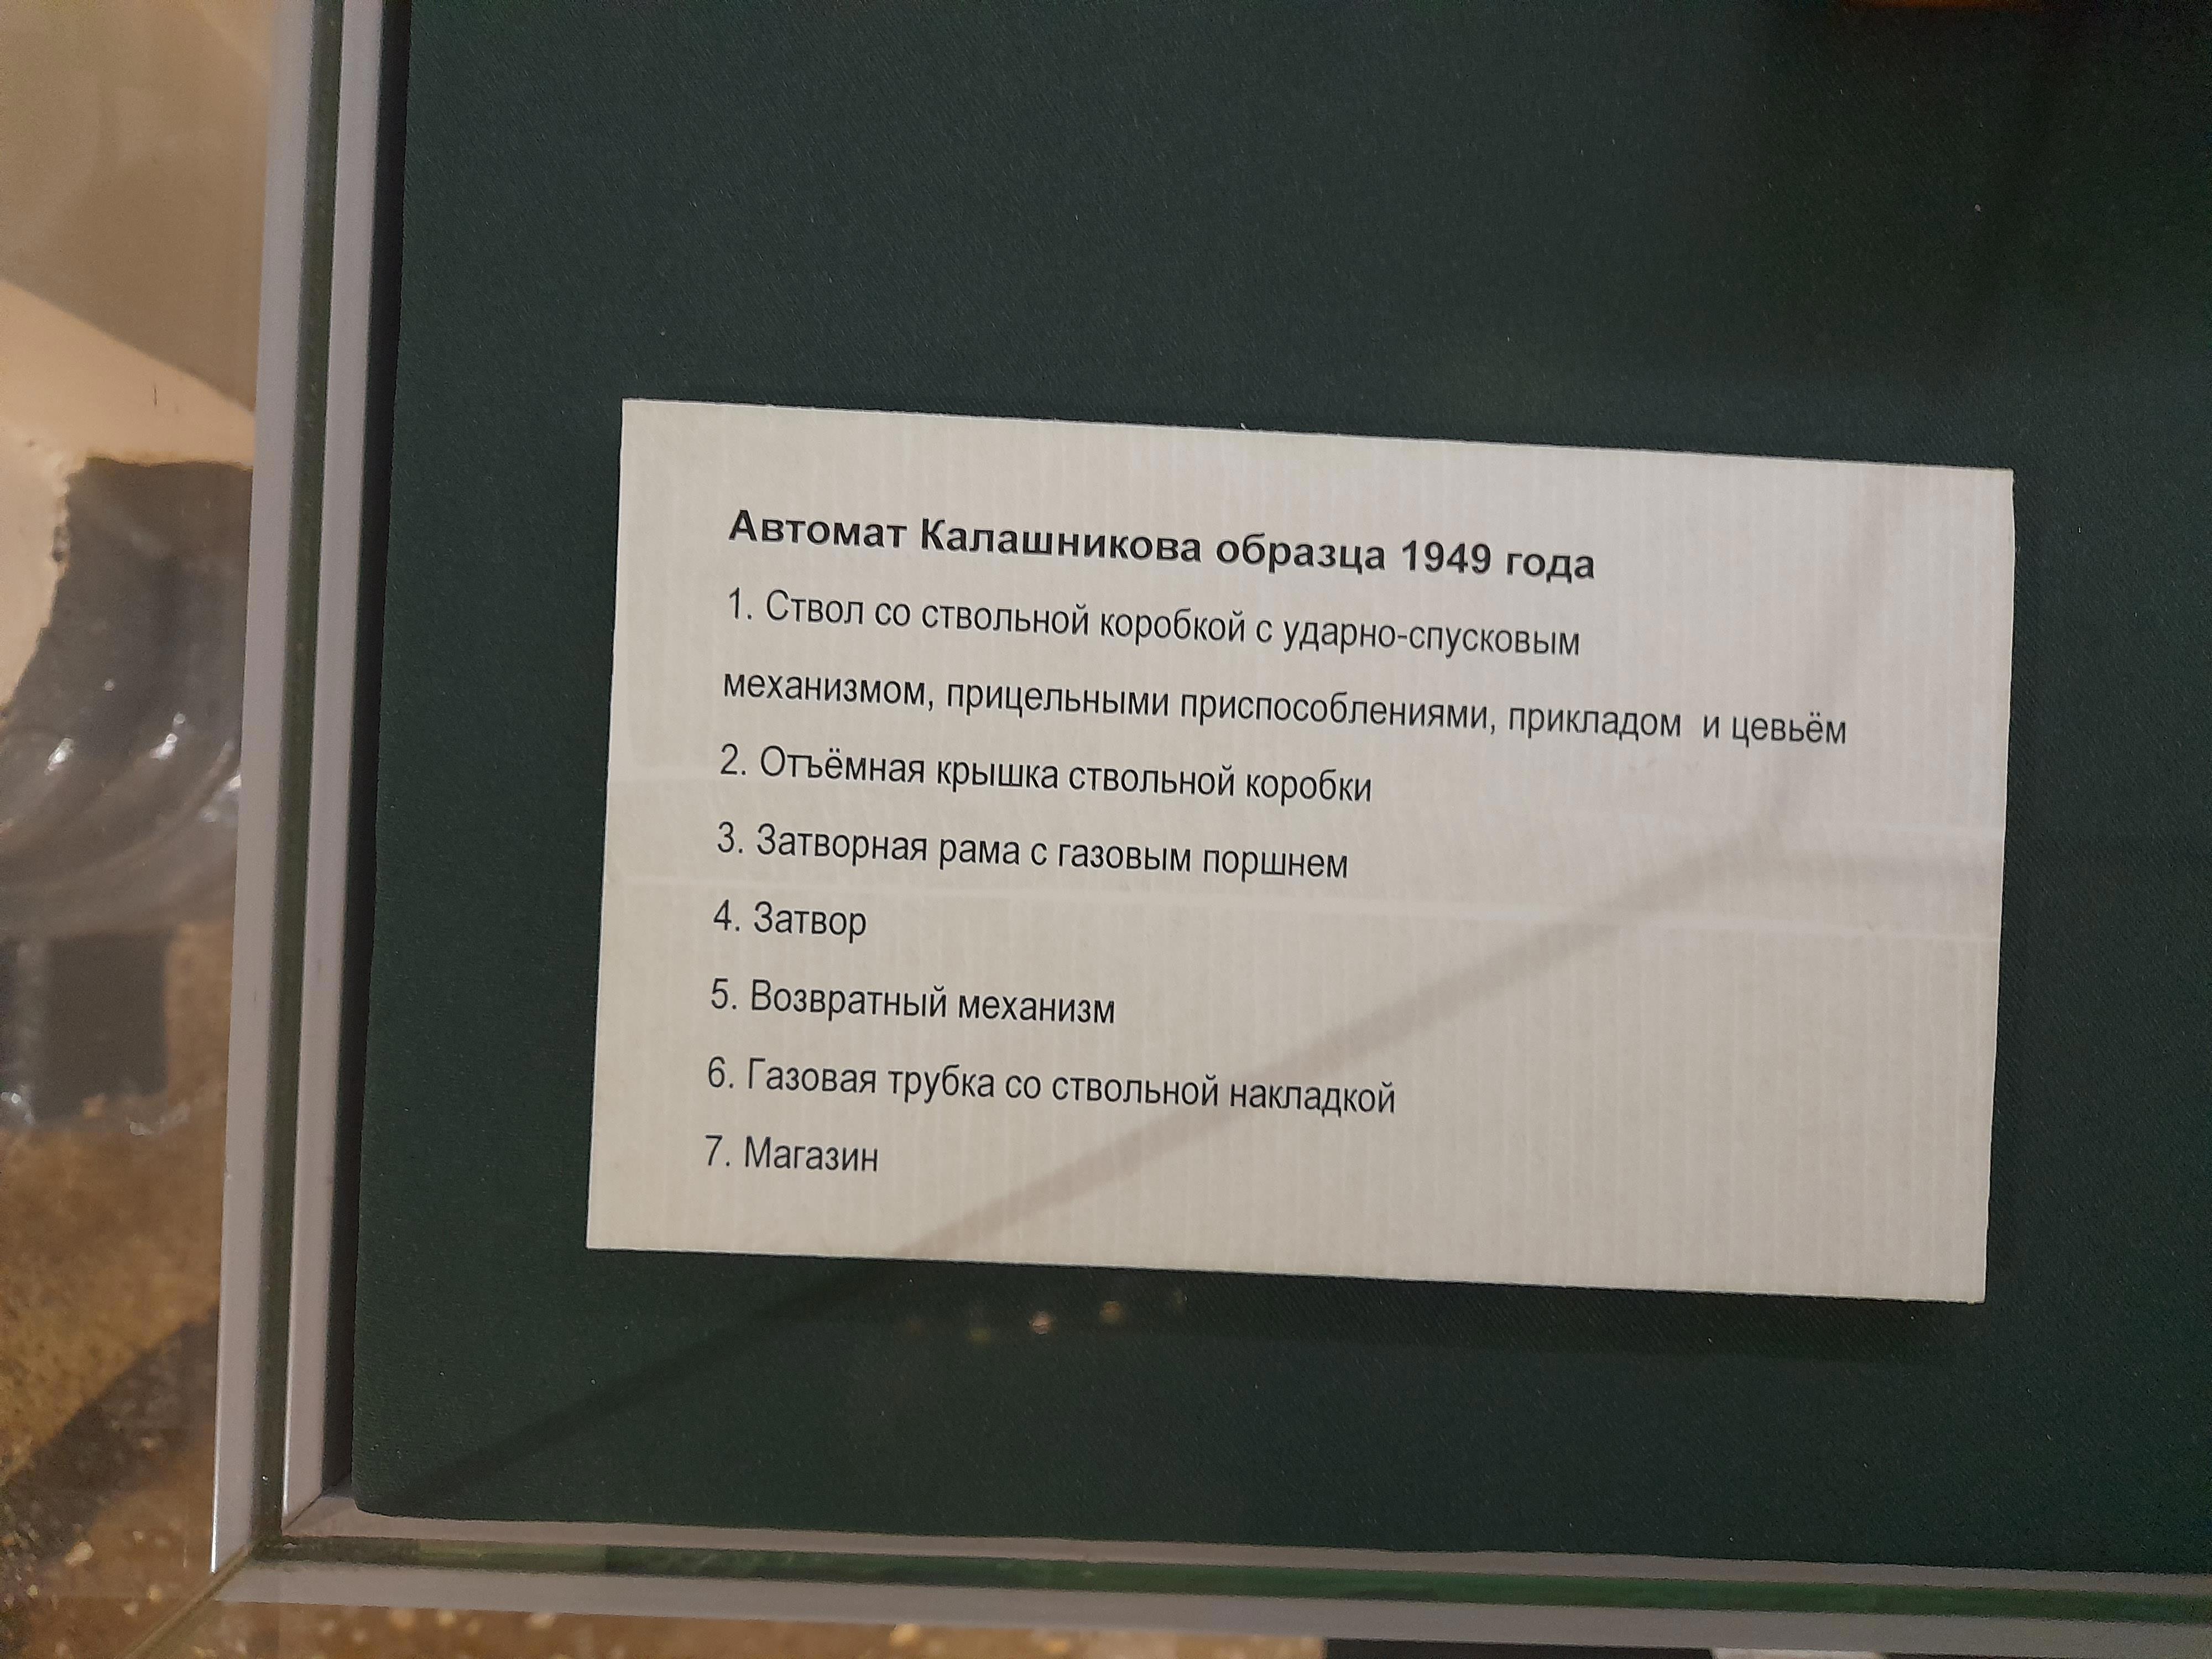 Автомат Калашникова образца 1949 года
1. Ствол со ствольной коробкой с ударно-спусковым
механизмом, прицельными приспособлениями, прикладом  и цевьём
2. Отъёмная крышка ствольной коробки
3. Затворная рама с газовым поршнем
4. Затвор
5. Возвратный механизм
6. Газовая трубка со ствольной накладкой
7. Магазин